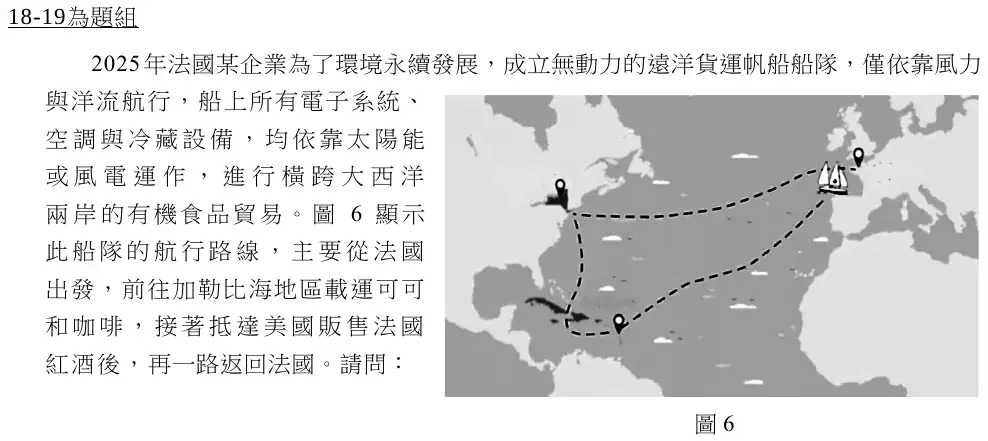 18-19為題組
2025年法國某企業為了環境永續發展，成立無動力的遠洋貨運帆船船隊，僅依靠風力
與洋流航行，船上所有電子系統、
空調與冷藏設備，均依靠太陽能
或風電運作，進行橫跨大西洋
兩岸的有機食品貿易。圖 6 顯示
此船隊的航行路線，主要從法國
出發，前往加勒比海地區載運可可
和咖啡，接著抵達美國販售法國
紅酒後，再一路返回法國。請問：
圖 6